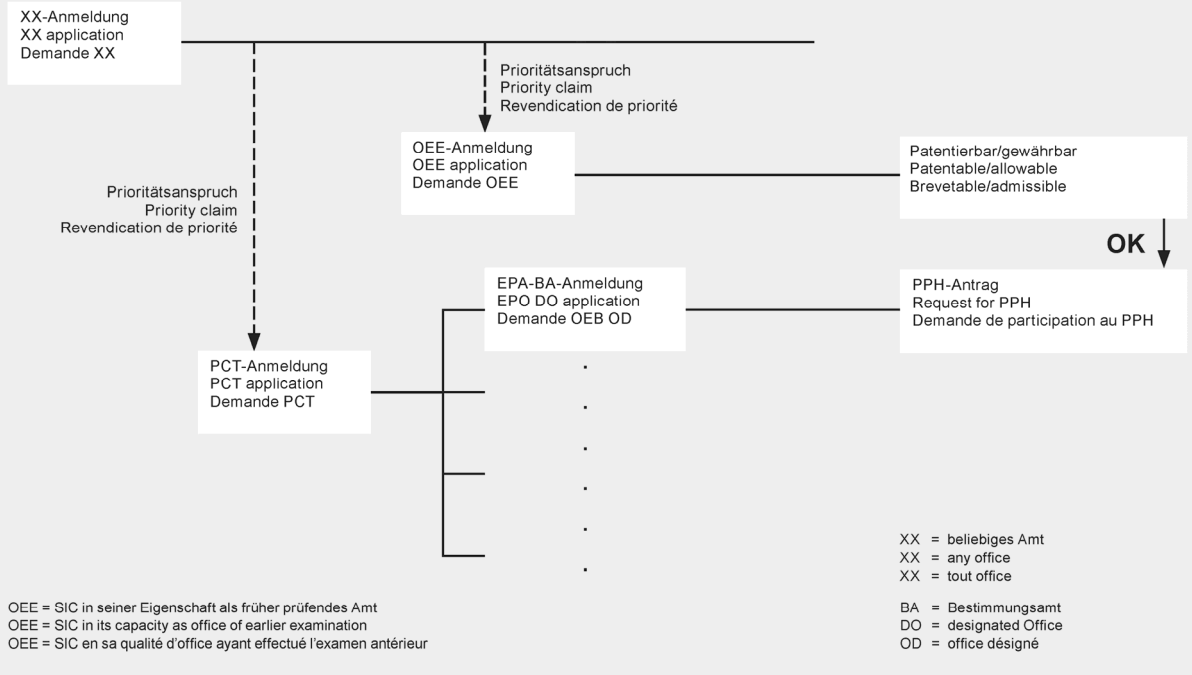 XX-Anmeldung
XX application
Demande XX
Prioritätsanspruch
Priority claim
Revendication de priorité
OEE-Anmeldung
OEE application
Demande OEE
Patentierbar/gewährbar
Patentable/allowable
Brevetable/admissible
Prioritätsanspruch
Priority claim
Revendication de priorité
OK
EPA-BA-Anmeldung
EPO DO application
Demande OEB OD
PPH-Antrag
Request for PPH
Demande de participation au PPH
PCT-Anmeldung
PCT application
Demande PCT
XX = beliebiges Amt
XX = any office
XX = tout office
OEE = SIC in seiner Eigenschaft als früher prüfendes Amt
OEE = SIC in its capacity as office of earlier examination
OEE = SIC en sa qualité d'office ayant effectué l'examen antérieur
BA = Bestimmungsamt
DO = designated Office
OD = office désigné